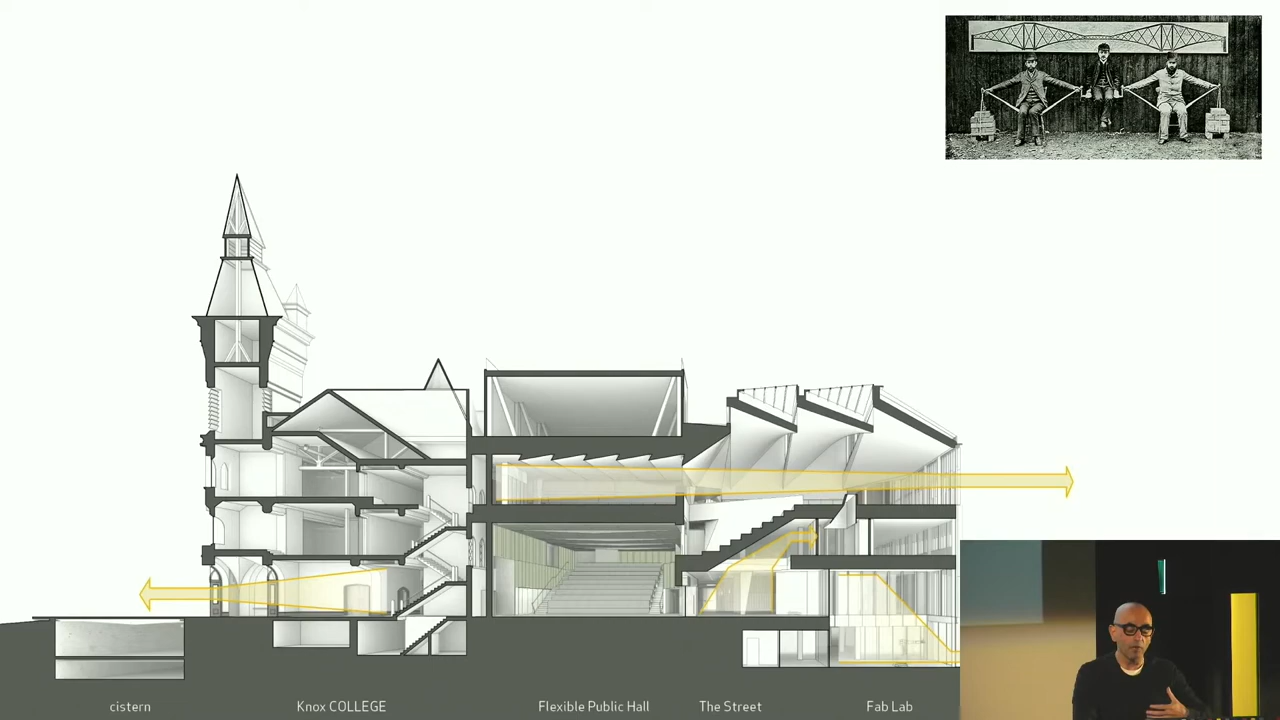 cistern
Knox COLLEGE
Flexible Public Hall
The Street
Fab Lab